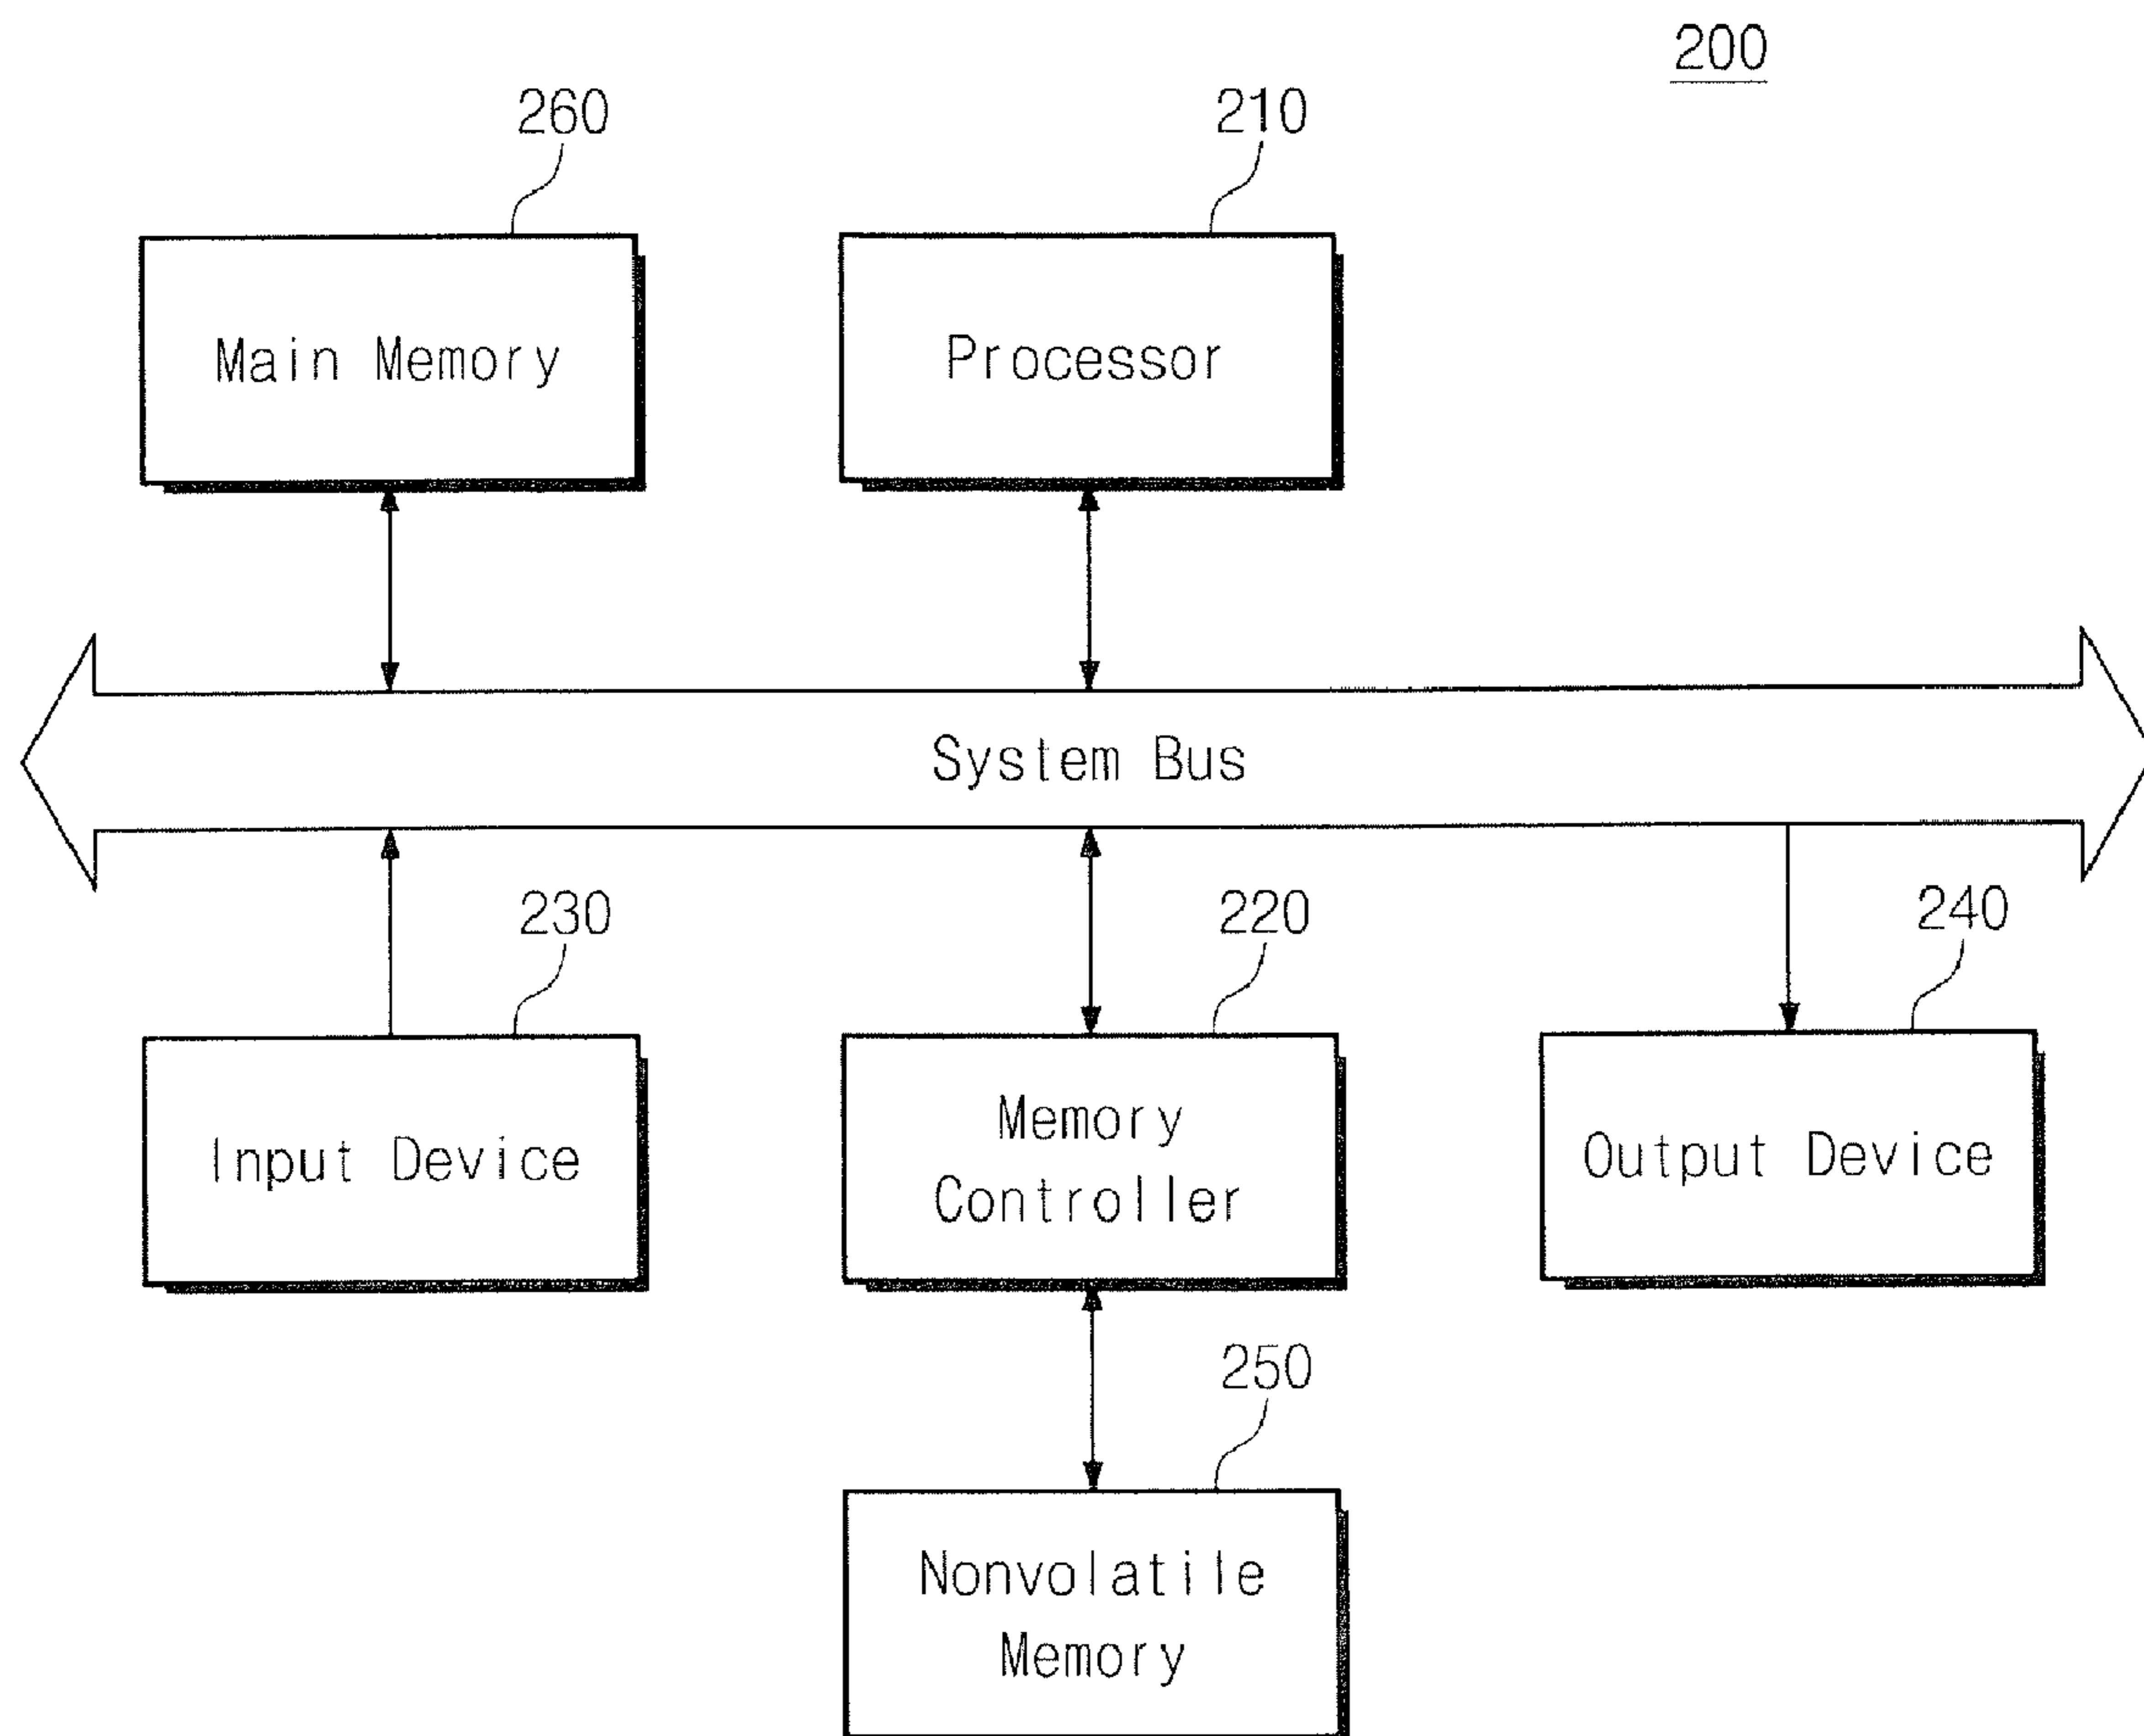 200
260
210
Main Memory
Processor
System Bus
230
220
240
Input Device
Memory
Controller
Output Device
250
Nonvolatile
Memory